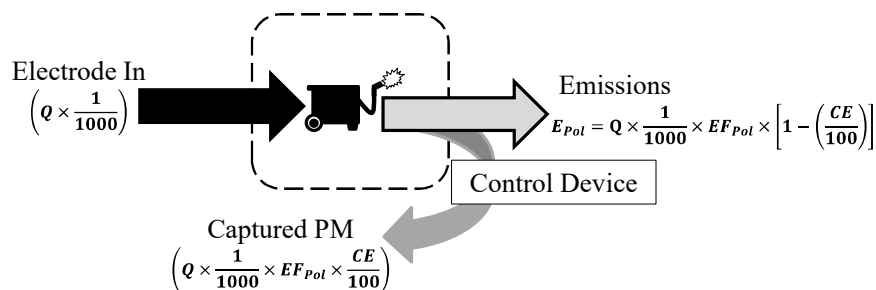 Electrode In
(Q × 1/1000)
Emissions
E_Pol = Q × 1/1000 × EF_Pol × [1 − (CE/100)]
Control Device
Captured PM
(Q × 1/1000 × EF_Pol × CE/100)